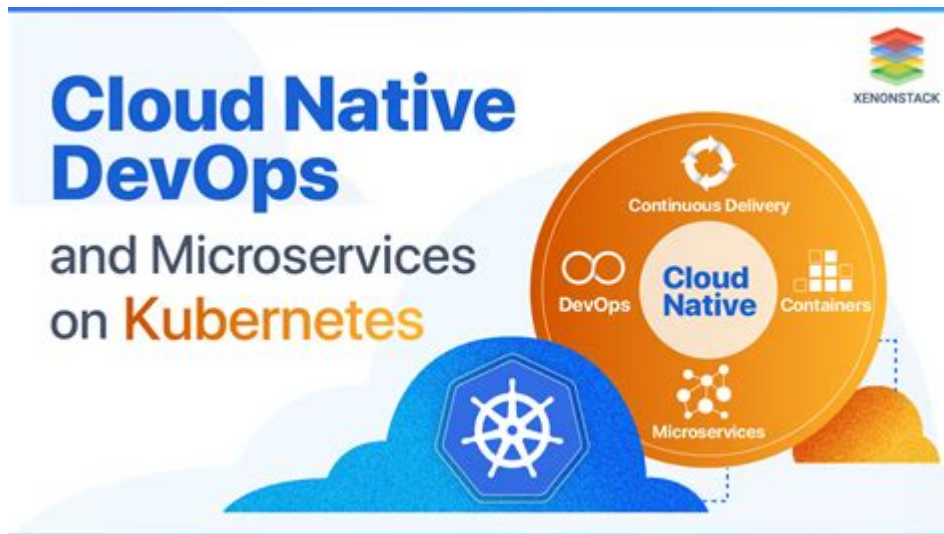 Cloud Native
DevOps
and Microservices
on Kubernetes
XENONSTACK
Continuous Delivery
DevOps
Cloud
Native
Containers
Microservices